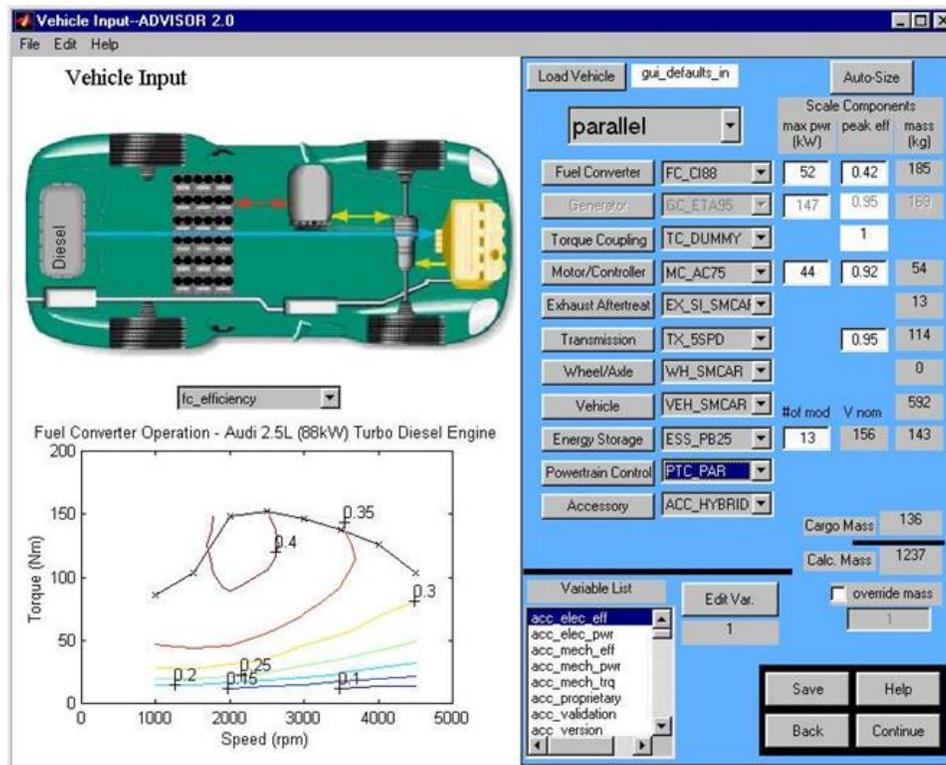 Vehicle Input--ADVISOR 2.0
File Edit Help
Vehicle Input
Diesel
fc_efficiency
Fuel Converter Operation - Audi 2.5L (88kW) Turbo Diesel Engine
200
150
100
50
0
Torque (Nm)
0.35
0.4
0.3
0.25
0.2
0.15
0.1
0 1000 2000 3000 4000 5000
Speed (rpm)
Load Vehicle gui_defaults_in Auto-Size
Scale Components
parallel max pwr (kW) peak eff mass (kg)
Fuel Converter FC_CI88 52 0.42 185
Generator GC_ETA95 147 0.95 169
Torque Coupling TC_DUMMY 1
Motor/Controller MC_AC75 44 0.92 54
Exhaust Aftertreat EX_SI_SMCAR 13
Transmission TX_5SPD 0.95 114
Wheel/Axle WH_SMCAR 0
Vehicle VEH_SMCAR 592
#of mod V nom
Energy Storage ESS_PB25 13 156 143
Powertrain Control PTC_PAR
Accessory ACC_HYBRID
Cargo Mass 136
Calc. Mass 1237
Variable List
Edit Var.
override mass
1
1
acc_elec_eff
acc_elec_pwr
acc_mech_eff
acc_mech_pwr
acc_mech_trq
acc_proprietary
acc_validation
acc_version
Save Help
Back Continue